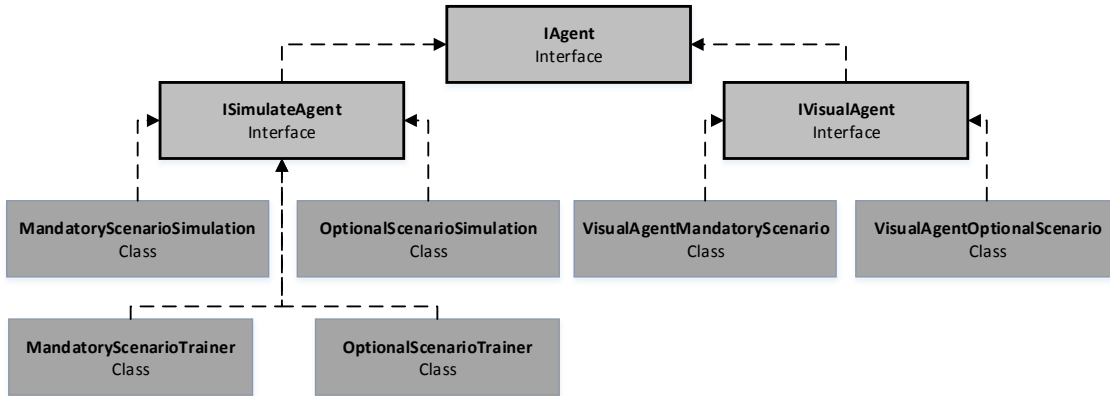 IAgent
Interface
ISimulateAgent
Interface
IVisualAgent
Interface
MandatoryScenarioSimulation
Class
OptionalScenarioSimulation
Class
VisualAgentMandatoryScenario
Class
VisualAgentOptionalScenario
Class
MandatoryScenarioTrainer
Class
OptionalScenarioTrainer
Class